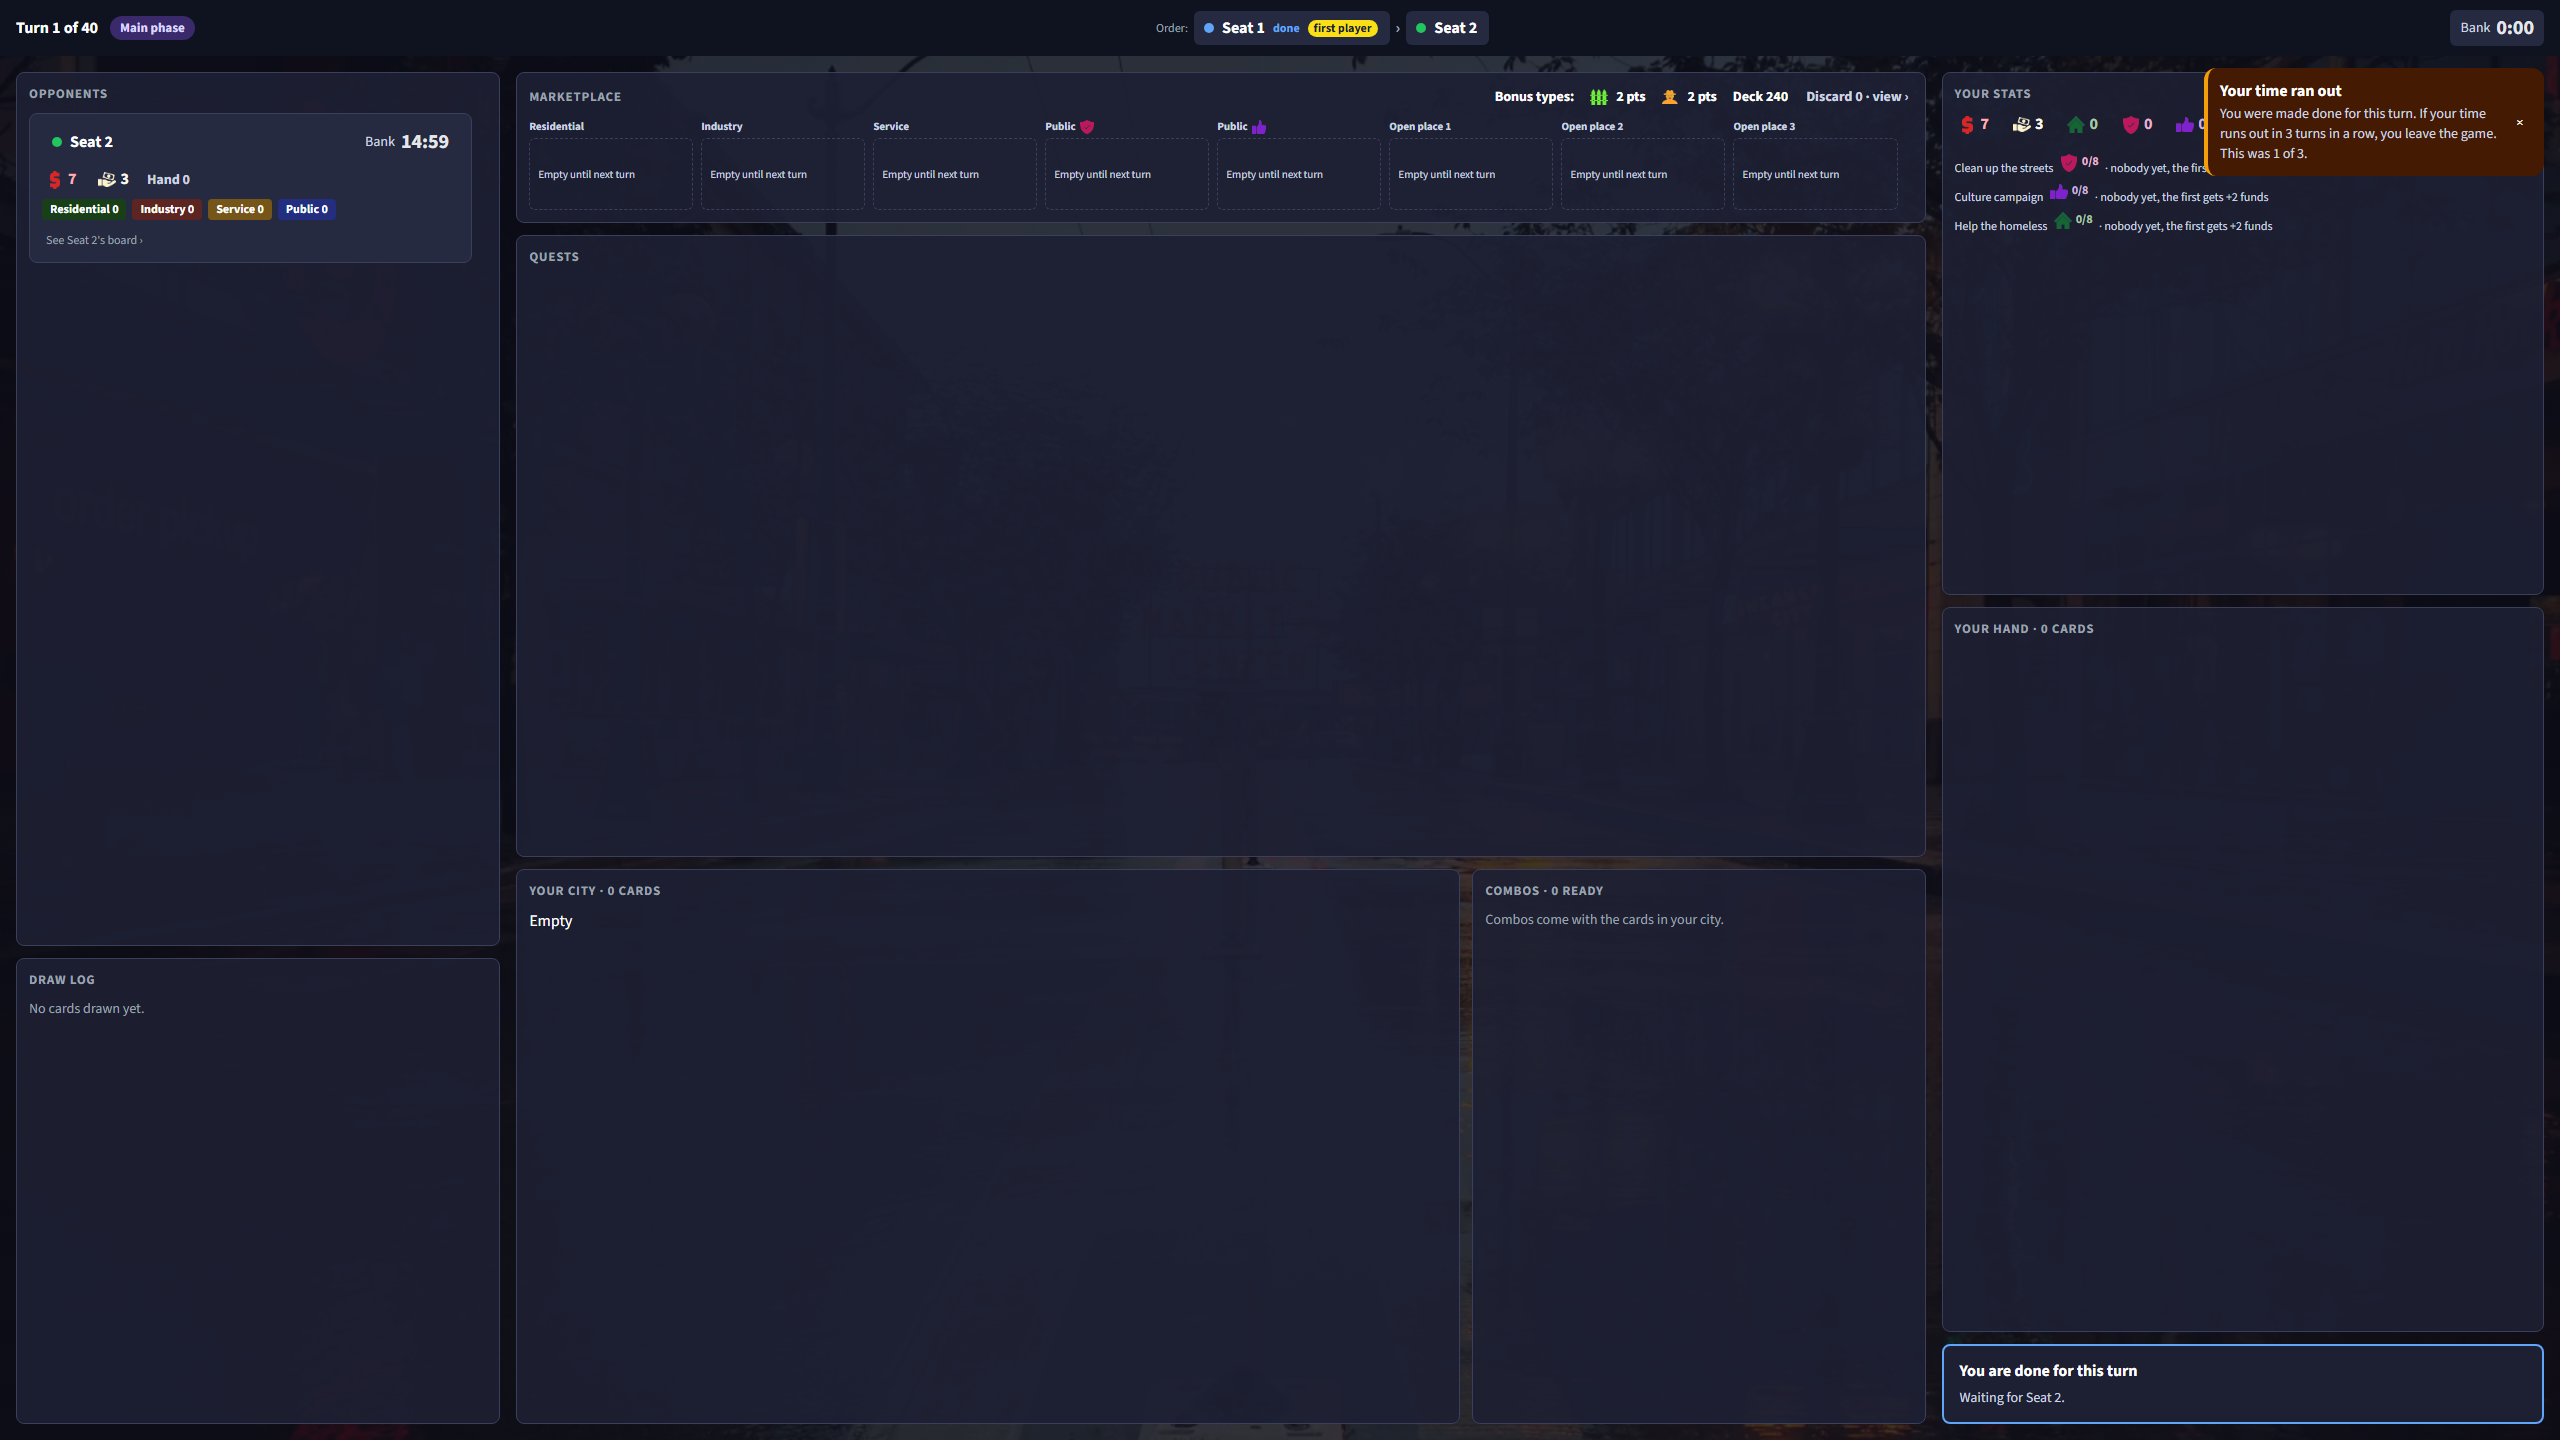 Turn 1 of 40 Main phase
Order: Seat 1 done first player › Seat 2
Bank 0:00
OPPONENTS
Seat 2 Bank 14:59
7 3 Hand 0
Residential 0 Industry 0 Service 0 Public 0
See Seat 2's board ›
DRAW LOG
No cards drawn yet.
MARKETPLACE
Bonus types: 2 pts 2 pts Deck 240 Discard 0 · view ›
Residential Industry Service Public Public Open place 1 Open place 2 Open place 3
Empty until next turn Empty until next turn Empty until next turn Empty until next turn Empty until next turn Empty until next turn Empty until next turn Empty until next turn
QUESTS
YOUR CITY · 0 CARDS
Empty
COMBOS · 0 READY
Combos come with the cards in your city.
YOUR STATS
7 3 0 0 0
Clean up the streets 0/8 · nobody yet, the firs
Culture campaign 0/8 · nobody yet, the first gets +2 funds
Help the homeless 0/8 · nobody yet, the first gets +2 funds
Your time ran out
You were made done for this turn. If your time
runs out in 3 turns in a row, you leave the game.
This was 1 of 3.
×
YOUR HAND · 0 CARDS
You are done for this turn
Waiting for Seat 2.